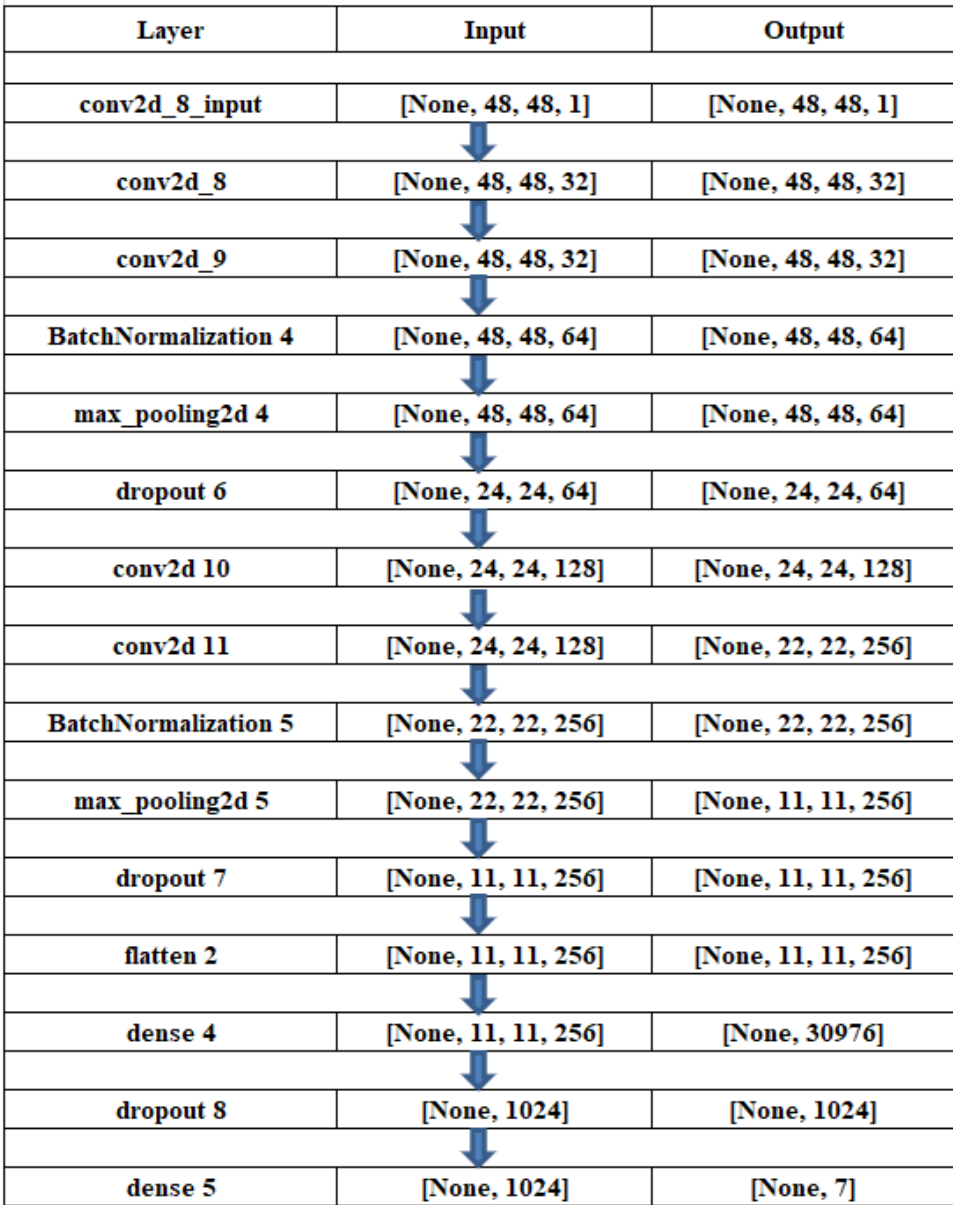 Layer Input Output
conv2d_8_input [None, 48, 48, 1] [None, 48, 48, 1]
conv2d_8 [None, 48, 48, 32] [None, 48, 48, 32]
conv2d_9 [None, 48, 48, 32] [None, 48, 48, 32]
BatchNormalization 4 [None, 48, 48, 64] [None, 48, 48, 64]
max_pooling2d 4 [None, 48, 48, 64] [None, 48, 48, 64]
dropout 6 [None, 24, 24, 64] [None, 24, 24, 64]
conv2d 10 [None, 24, 24, 128] [None, 24, 24, 128]
conv2d 11 [None, 24, 24, 128] [None, 22, 22, 256]
BatchNormalization 5 [None, 22, 22, 256] [None, 22, 22, 256]
max_pooling2d 5 [None, 22, 22, 256] [None, 11, 11, 256]
dropout 7 [None, 11, 11, 256] [None, 11, 11, 256]
flatten 2 [None, 11, 11, 256] [None, 11, 11, 256]
dense 4 [None, 11, 11, 256] [None, 30976]
dropout 8 [None, 1024] [None, 1024]
dense 5 [None, 1024] [None, 7]